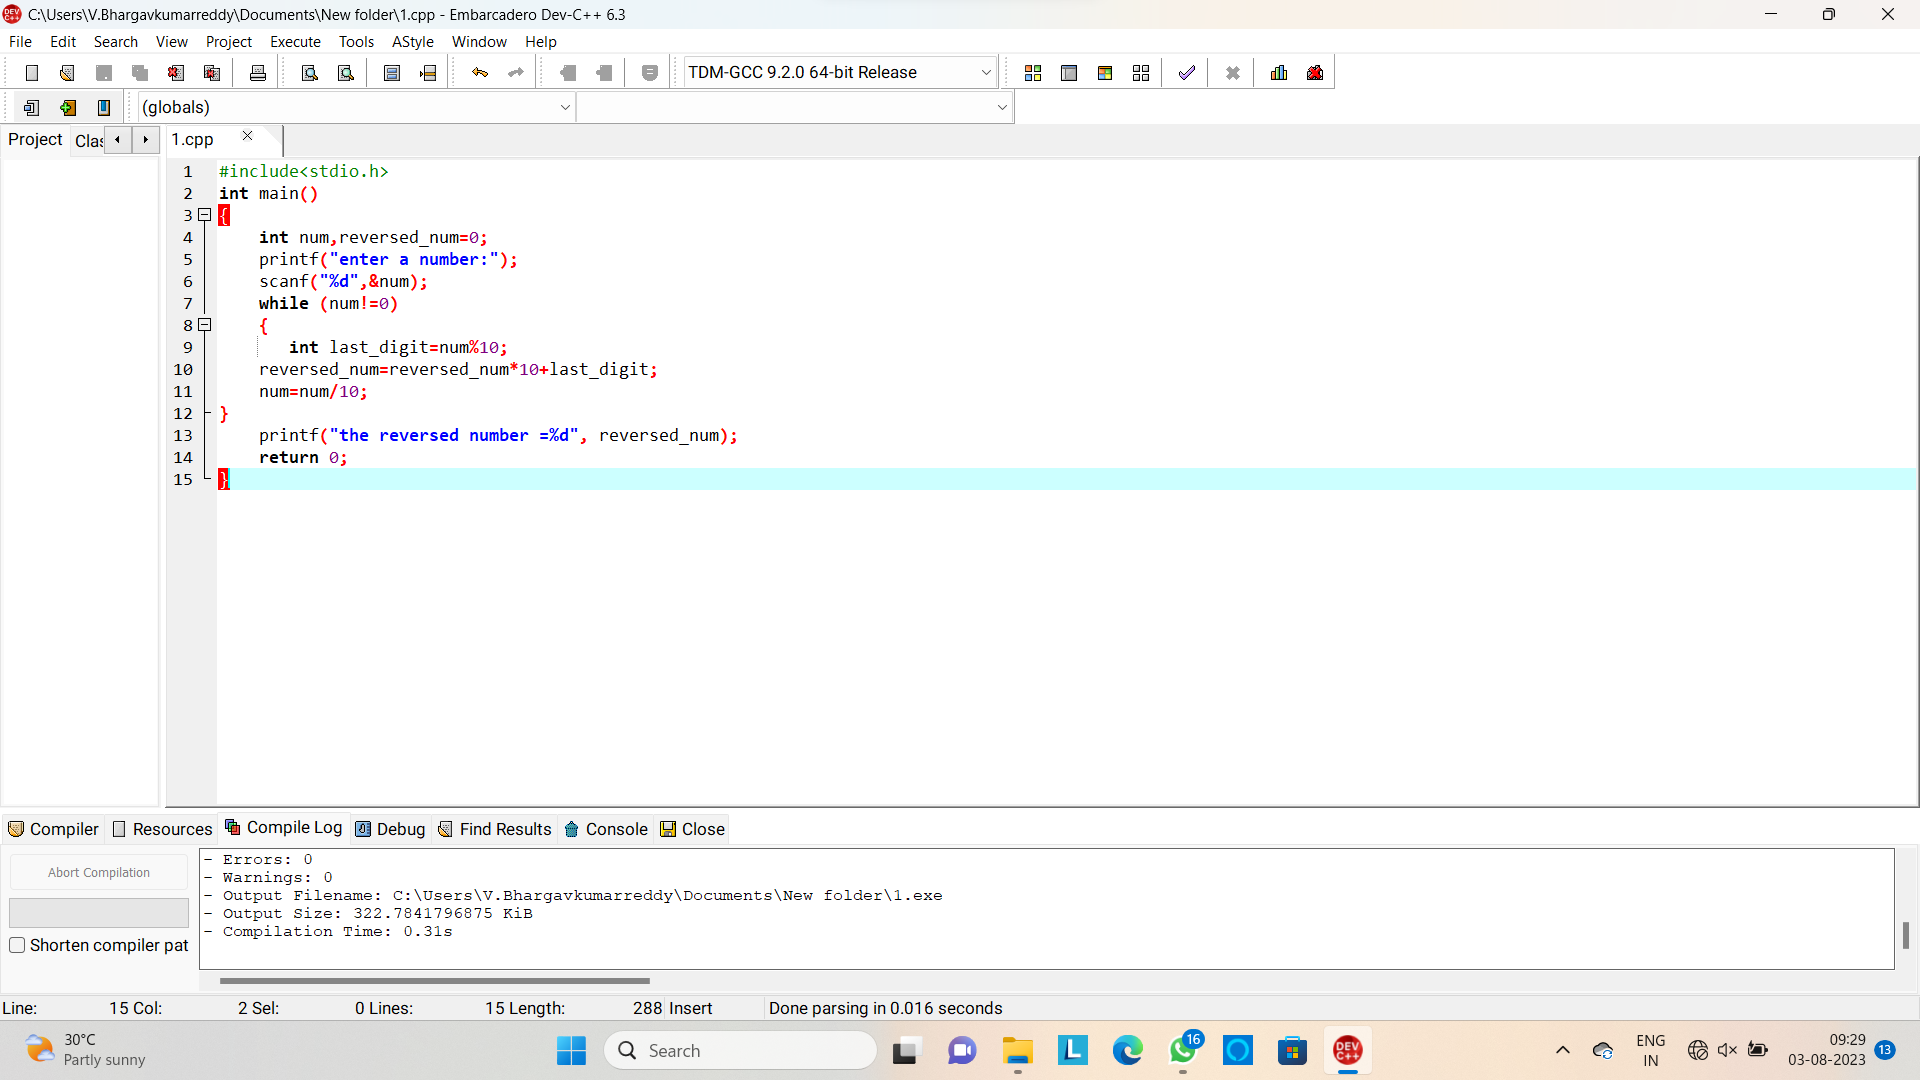 C:\Users\V.Bhargavkumarreddy\Documents\New folder\1.cpp - Embarcadero Dev-C++ 6.3
File Edit Search View Project Execute Tools AStyle Window Help
TDM-GCC 9.2.0 64-bit Release
(globals)
Project Clas 1.cpp
1 #include<stdio.h>
2 int main()
3 {
4 int num,reversed_num=0;
5 printf("enter a number:");
6 scanf("%d",&num);
7 while (num!=0)
8 {
9 int last_digit=num%10;
10 reversed_num=reversed_num*10+last_digit;
11 num=num/10;
12 }
13 printf("the reversed number =%d", reversed_num);
14 return 0;
15 }
Compiler Resources Compile Log Debug Find Results Console Close
Abort Compilation
Shorten compiler pat
- Errors: 0
- Warnings: 0
- Output Filename: C:\Users\V.Bhargavkumarreddy\Documents\New folder\1.exe
- Output Size: 322.7841796875 KiB
- Compilation Time: 0.31s
Line: 15 Col: 2 Sel: 0 Lines: 15 Length: 288 Insert Done parsing in 0.016 seconds
30°C
Partly sunny
Search
16
DEV C++
ENG
IN
09:29
03-08-2023
13